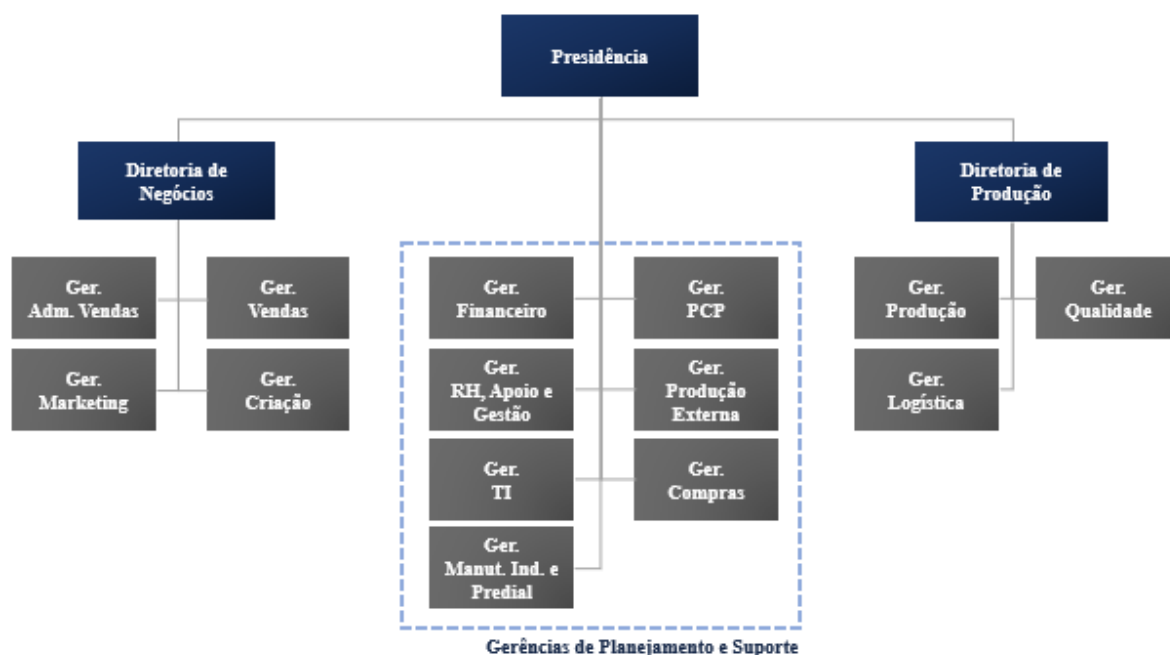 Presidência
Diretoria de
Negócios
Diretoria de
Produção
Ger.
Adm. Vendas
Ger.
Vendas
Ger.
Marketing
Ger.
Criação
Ger.
Financeiro
Ger.
PCP
Ger.
RH, Apoio e
Gestão
Ger.
Produção
Externa
Ger.
TI
Ger.
Compras
Ger.
Manut. Ind. e
Predial
Gerências de Planejamento e Suporte
Ger.
Produção
Ger.
Qualidade
Ger.
Logística